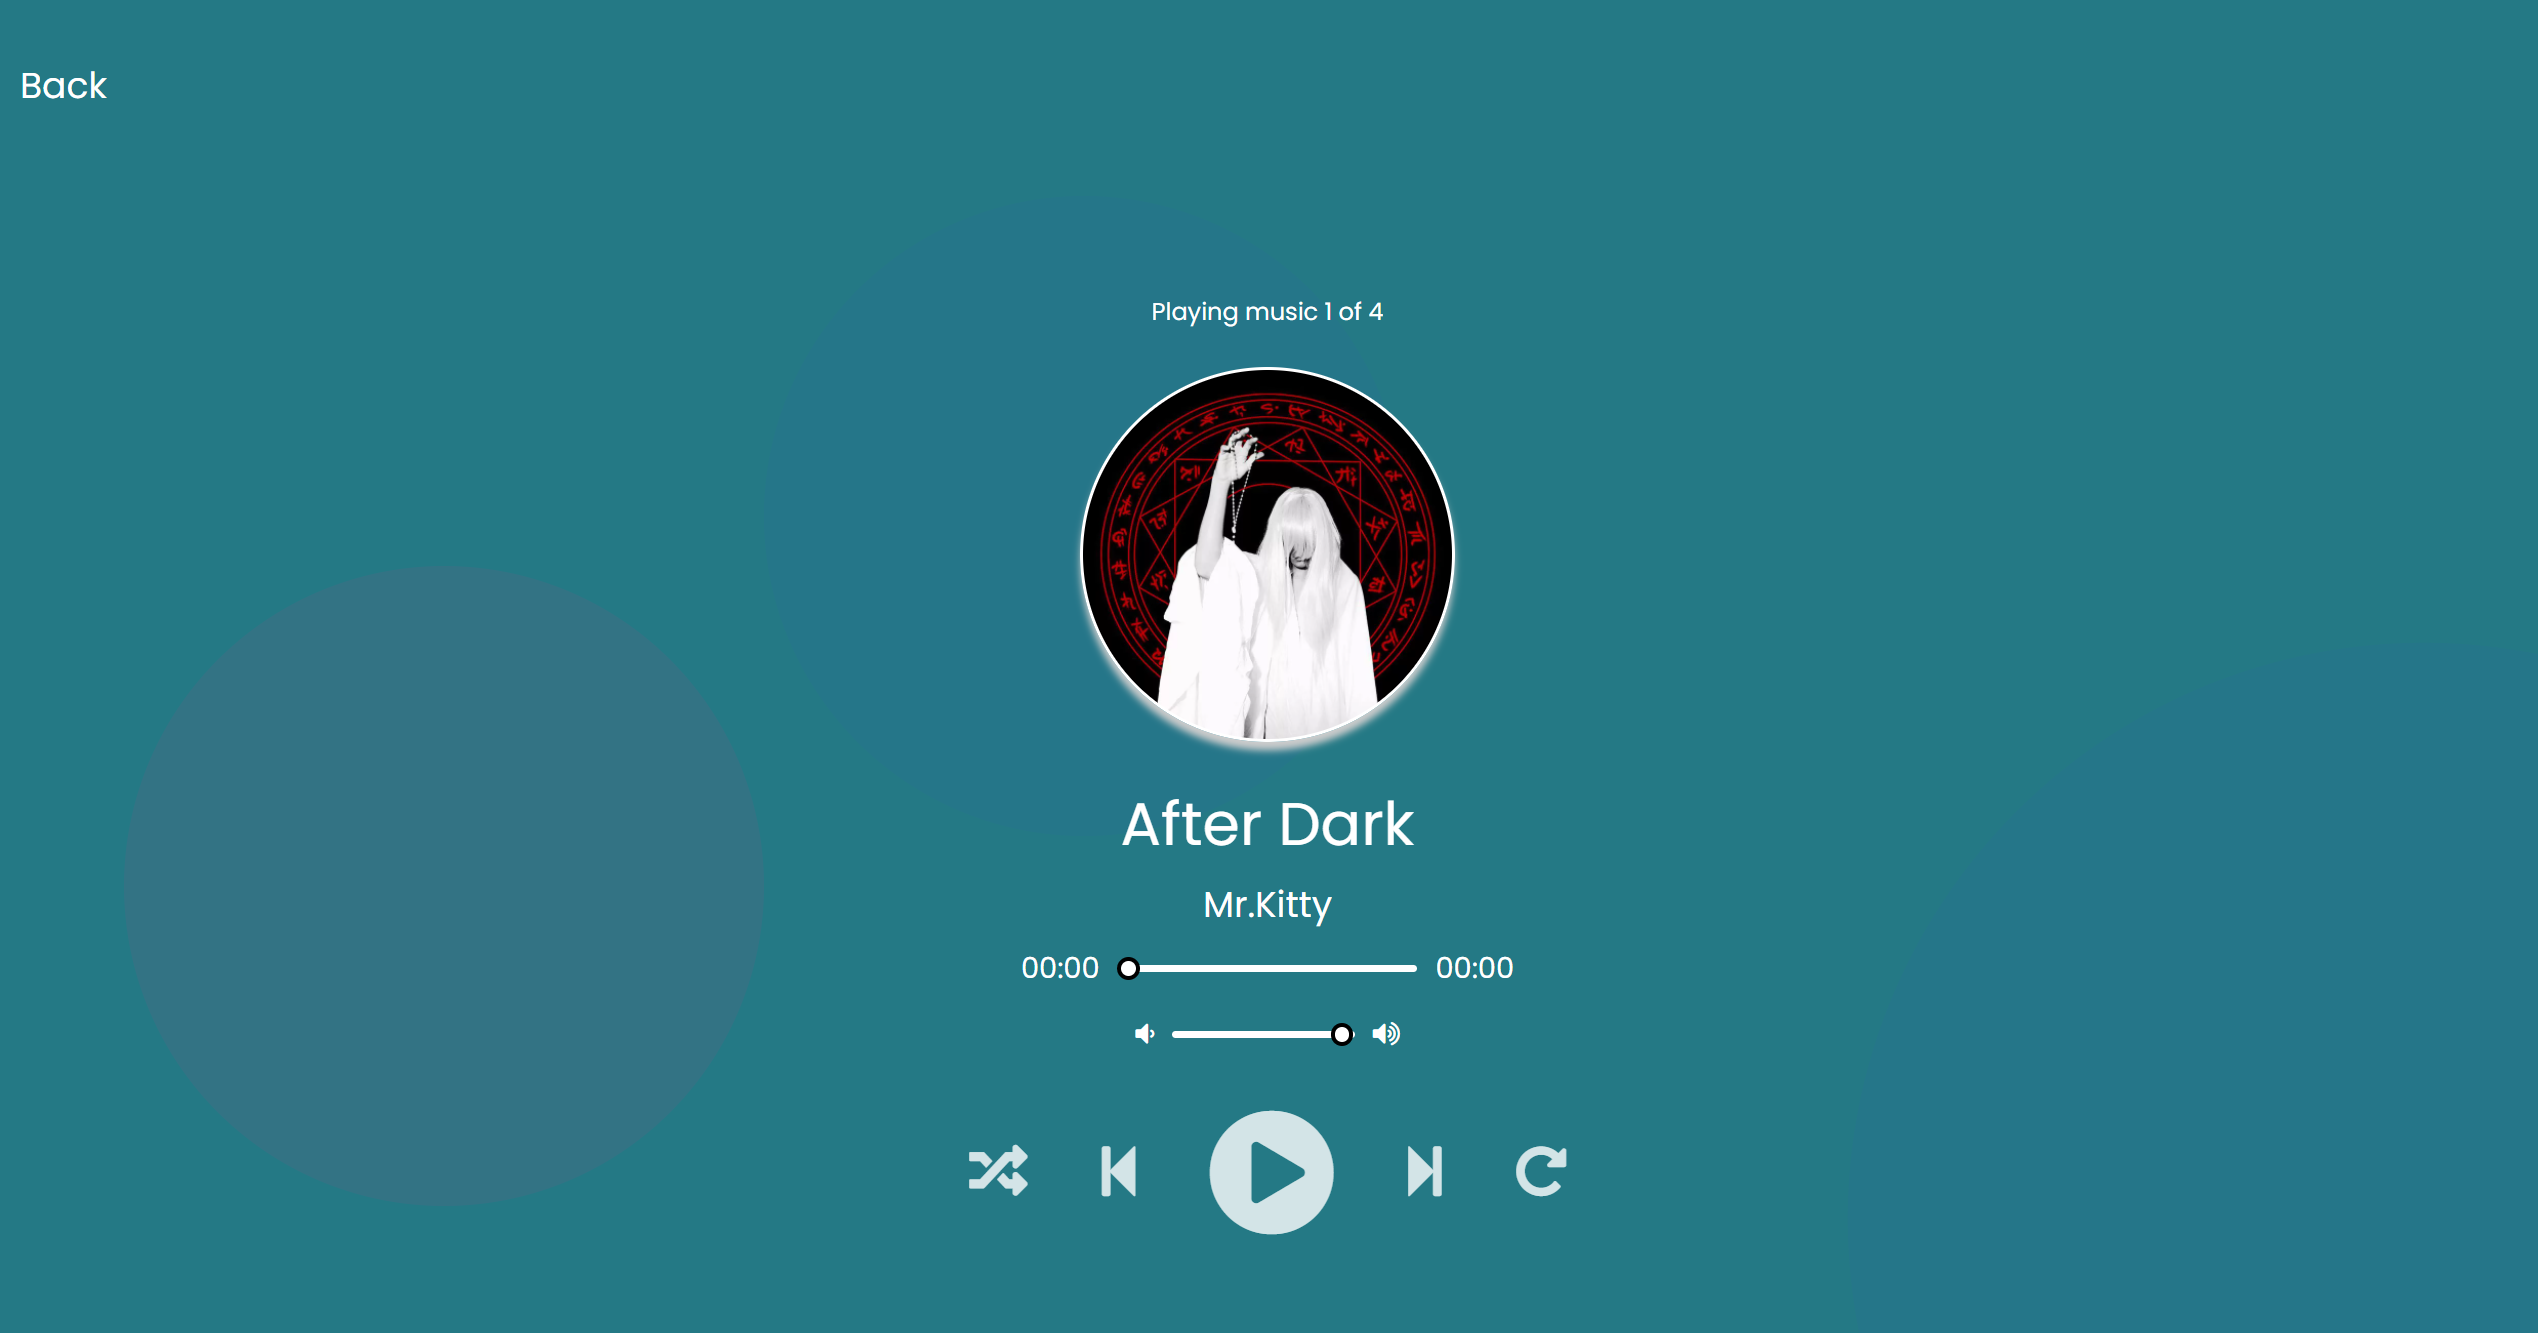 Back
Playing music 1 of 4
After Dark
Mr.Kitty
00:00 00:00